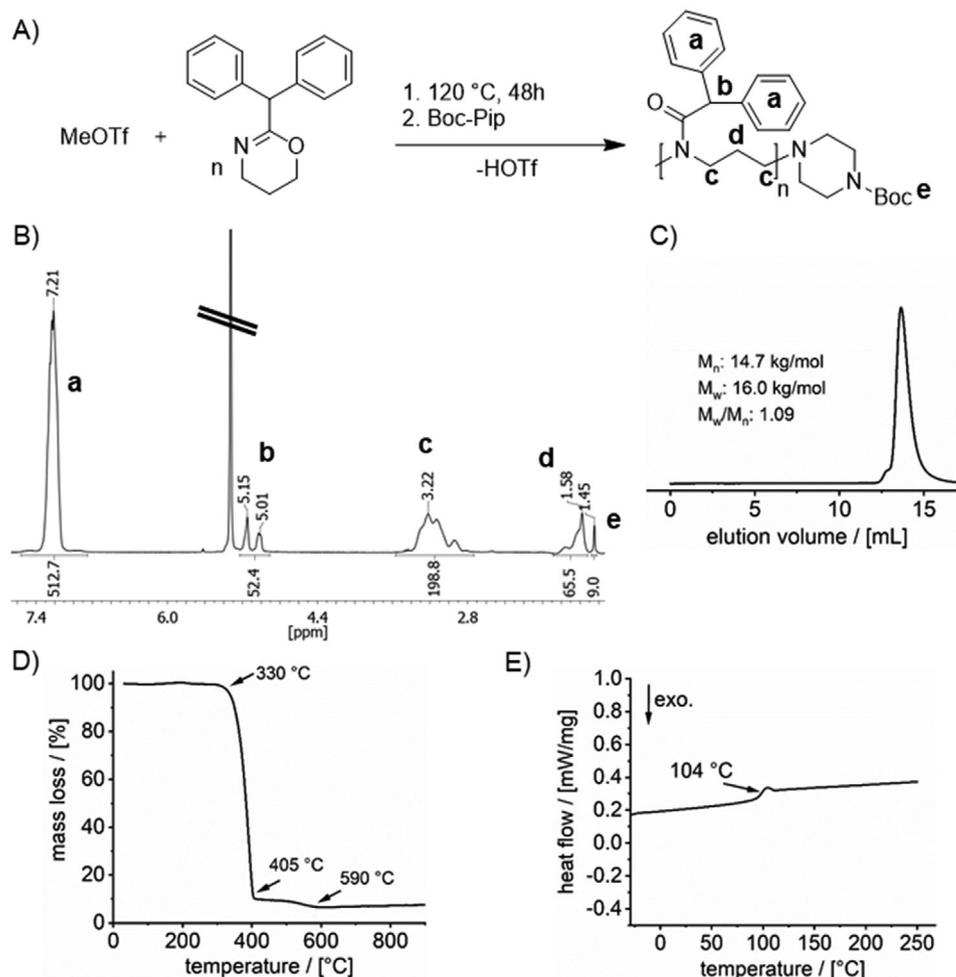 A)
MeOTf
+
n
N
O
1. 120 °C, 48h
2. Boc-Pip
-HOTf
a
b
a
O
d
N
c
c
n
N
N
Boc
e
B)
7.21
a
b
5.15
5.01
c
3.22
d
1.58
1.45
e
512.7
52.4
198.8
65.5
9.0
7.4
6.0
4.4
2.8
[ppm]
C)
Mn: 14.7 kg/mol
Mw: 16.0 kg/mol
Mw/Mn: 1.09
0
5
10
15
elution volume / [mL]
D)
mass loss / [%]
100
80
60
40
20
0
330 °C
405 °C
590 °C
0
200
400
600
800
temperature / [°C]
E)
heat flow / [mW/mg]
1.0
0.8
0.6
0.4
0.2
0.0
-0.2
-0.4
exo.
104 °C
0
50
100
150
200
250
temperature / [°C]